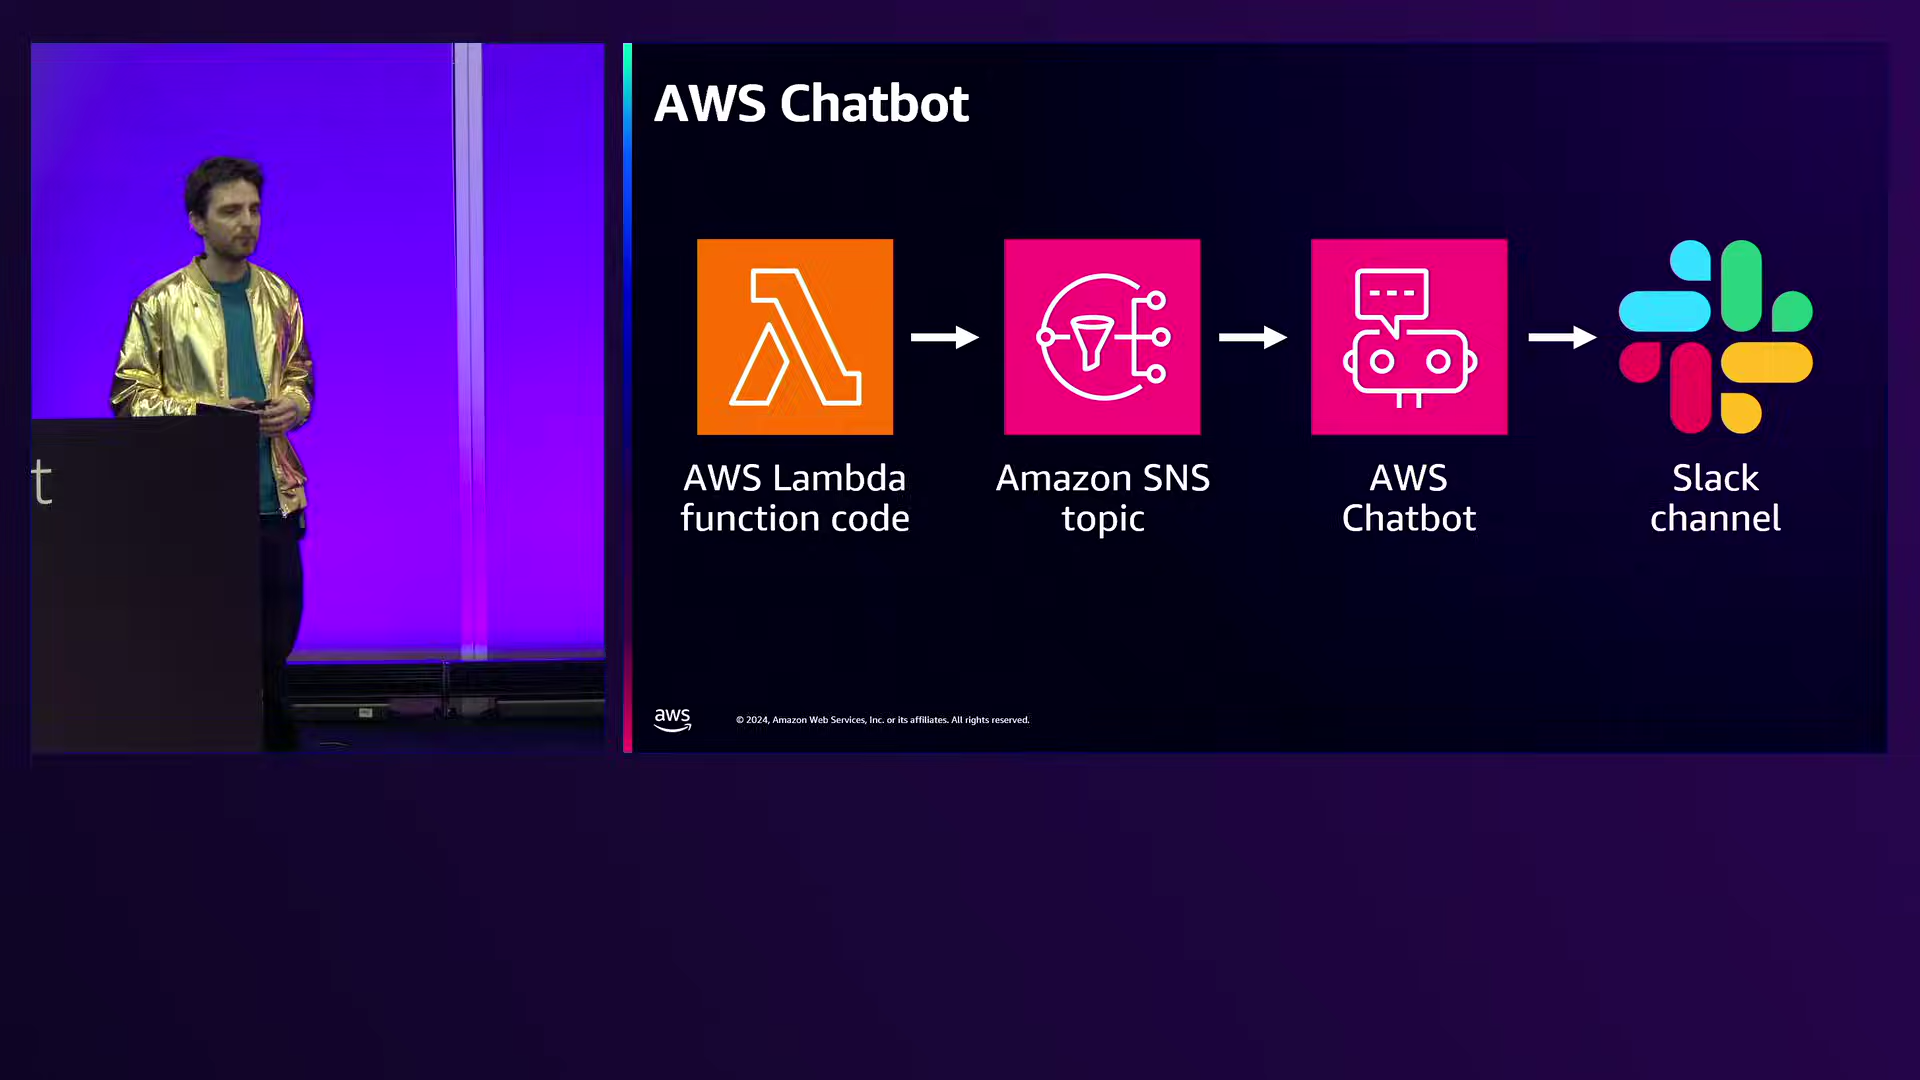 AWS Chatbot
AWS Lambda
function code
Amazon SNS
topic
AWS
Chatbot
Slack
channel
t
aws
© 2024, Amazon Web Services, Inc. or its affiliates. All rights reserved.